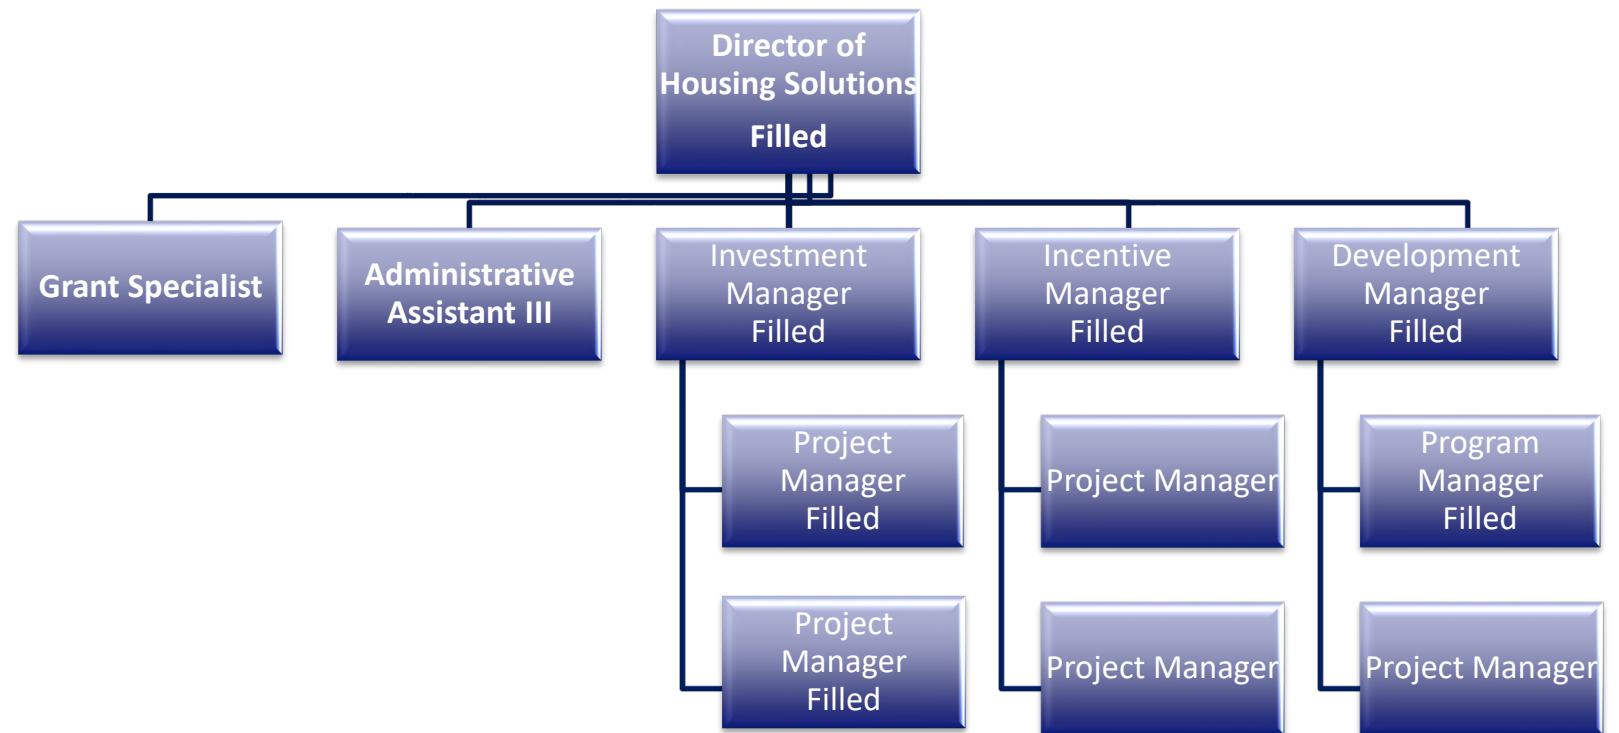 Director of
Housing Solutions
Filled
Grant Specialist
Administrative
Assistant III
Investment
Manager
Filled
Incentive
Manager
Filled
Development
Manager
Filled
Project
Manager
Filled
Project Manager
Program
Manager
Filled
Project
Manager
Filled
Project Manager
Project Manager